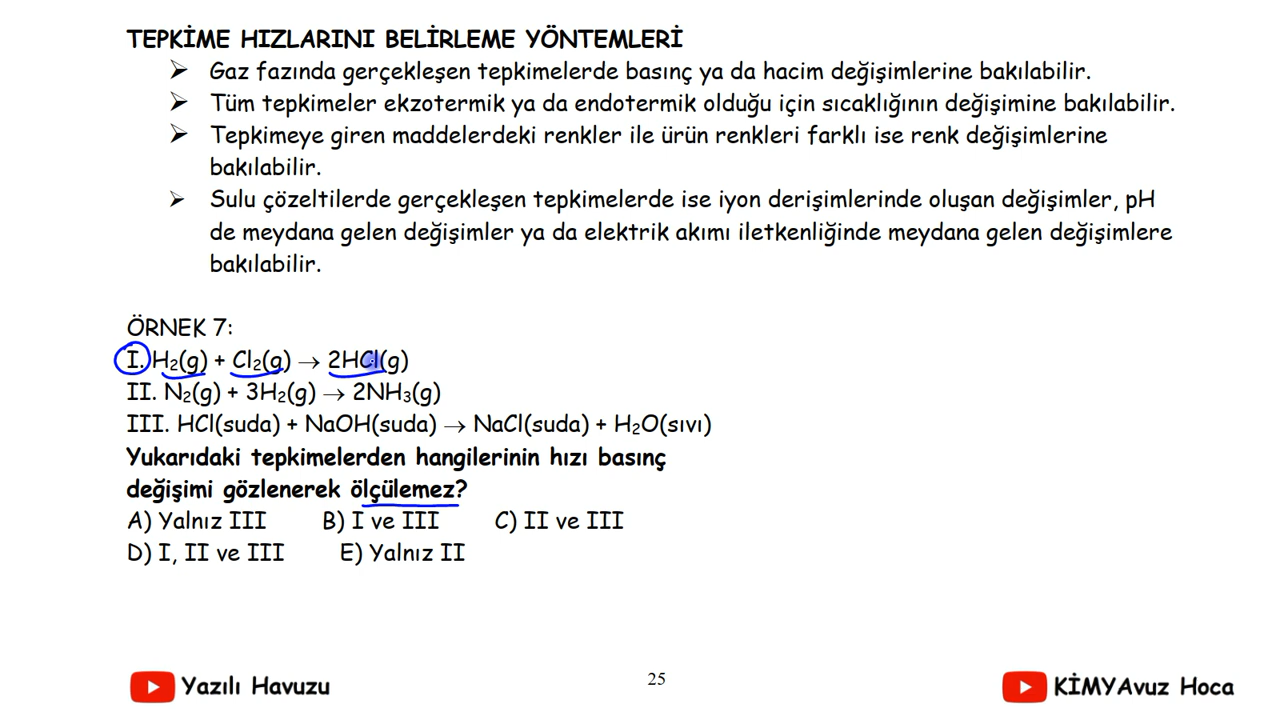 TEPKİME HIZLARINI BELİRLEME YÖNTEMLERİ
➢ Gaz fazında gerçekleşen tepkimelerde basınç ya da hacim değişimlerine bakılabilir.
➢ Tüm tepkimeler ekzotermik ya da endotermik olduğu için sıcaklığının değişimine bakılabilir.
➢ Tepkimeye giren maddelerdeki renkler ile ürün renkleri farklı ise renk değişimlerine
bakılabilir.
➢ Sulu çözeltilerde gerçekleşen tepkimelerde ise iyon derişimlerinde oluşan değişimler, pH
de meydana gelen değişimler ya da elektrik akımı iletkenliğinde meydana gelen değişimlere
bakılabilir.
ÖRNEK 7:
I. H₂(g) + Cl₂(g) → 2HCl(g)
II. N₂(g) + 3H₂(g) → 2NH₃(g)
III. HCl(suda) + NaOH(suda) → NaCl(suda) + H₂O(sıvı)
Yukarıdaki tepkimelerden hangilerinin hızı basınç
değişimi gözlenerek ölçülemez?
A) Yalnız III B) I ve III C) II ve III
D) I, II ve III E) Yalnız II
Yazılı Havuzu 25 KİMYAvuz Hoca